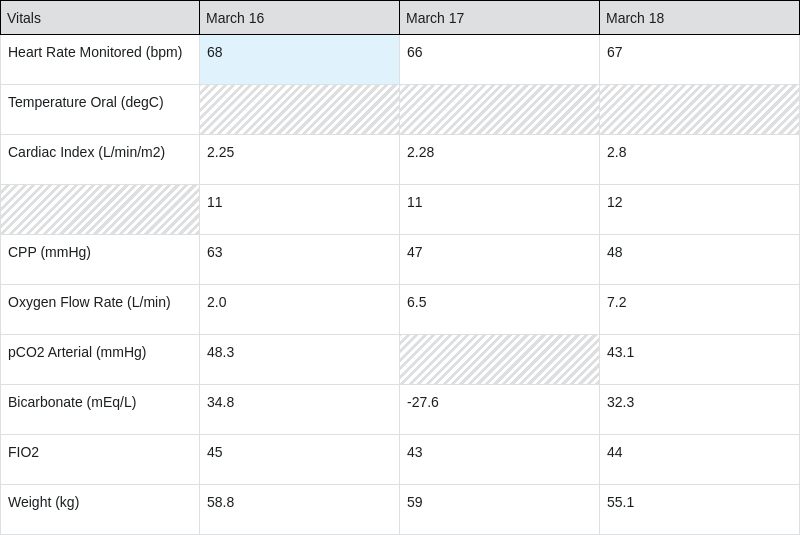 Vitals March 16 March 17 March 18
Heart Rate Monitored (bpm) 68 66 67
Temperature Oral (degC)
Cardiac Index (L/min/m2) 2.25 2.28 2.8
11 11 12
CPP (mmHg) 63 47 48
Oxygen Flow Rate (L/min) 2.0 6.5 7.2
pCO2 Arterial (mmHg) 48.3 43.1
Bicarbonate (mEq/L) 34.8 -27.6 32.3
FIO2 45 43 44
Weight (kg) 58.8 59 55.1